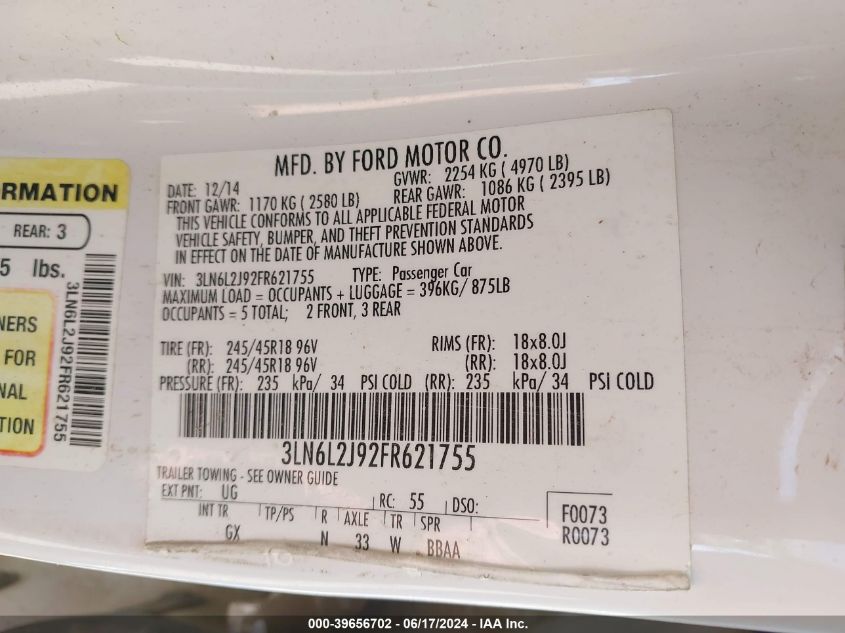 MFD. BY FORD MOTOR CO.
DATE: 12/14
GVWR: 2254 KG ( 4970 LB)
FRONT GAWR: 1170 KG ( 2580 LB)
REAR GAWR: 1086 KG ( 2395 LB)
THIS VEHICLE CONFORMS TO ALL APPLICABLE FEDERAL MOTOR
VEHICLE SAFETY, BUMPER, AND THEFT PREVENTION STANDARDS
IN EFFECT ON THE DATE OF MANUFACTURE SHOWN ABOVE.
VIN: 3LN6L2J92FR621755 TYPE: Passenger Car
MAXIMUM LOAD = OCCUPANTS + LUGGAGE = 396KG/ 875LB
OCCUPANTS = 5 TOTAL; 2 FRONT, 3 REAR
TIRE (FR): 245/45R18 96V RIMS (FR): 18x8.0J
(RR): 245/45R18 96V (RR): 18x8.0J
PRESSURE (FR): 235 kPa/ 34 PSI COLD (RR): 235 kPa/ 34 PSI COLD
3LN6L2J92FR621755
TRAILER TOWING - SEE OWNER GUIDE
EXT PNT: UG RC: 55 DSO:
INT TR TP/PS R AXLE TR SPR
GX N 33 W BBAA
F0073
R0073
ORMATION
REAR: 3
5 lbs.
3LN6L2J92FR621755
NERS
FOR
NAL
TION
000-39656702 - 06/17/2024 - IAA Inc.